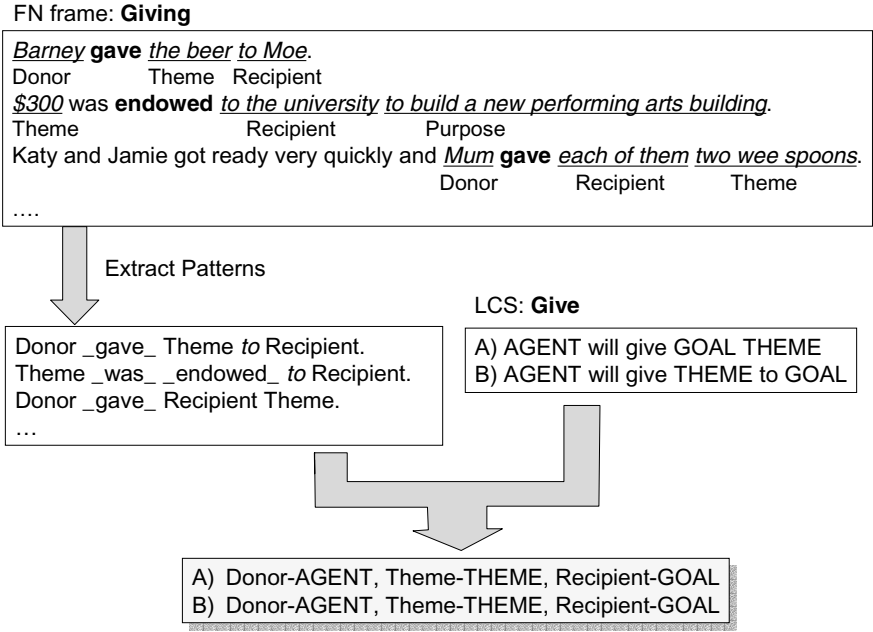 FN frame: Giving
Barney gave the beer to Moe.
Donor Theme Recipient
$300 was endowed to the university to build a new performing arts building.
Theme Recipient Purpose
Katy and Jamie got ready very quickly and Mum gave each of them two wee spoons.
Donor Recipient Theme
….
Extract Patterns
LCS: Give
Donor _gave_ Theme to Recipient.
Theme _was_ _endowed_ to Recipient.
Donor _gave_ Recipient Theme.
…
A) AGENT will give GOAL THEME
B) AGENT will give THEME to GOAL
A) Donor-AGENT, Theme-THEME, Recipient-GOAL
B) Donor-AGENT, Theme-THEME, Recipient-GOAL